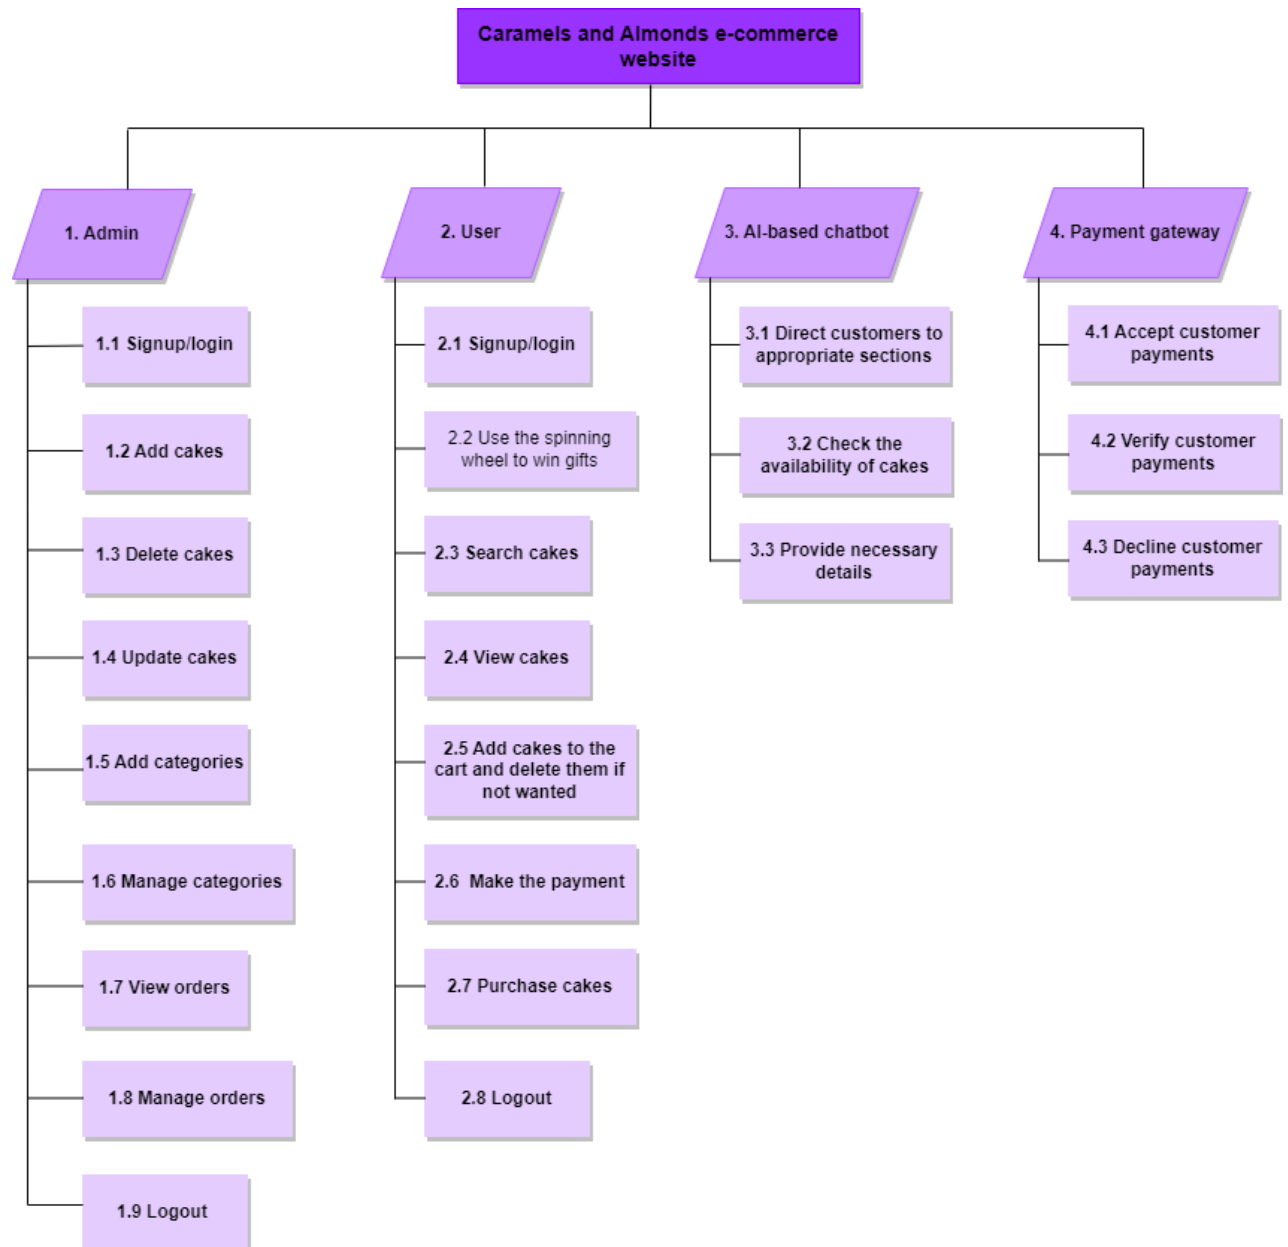 Caramels and Almonds e-commerce
website
1. Admin
2. User
3. AI-based chatbot
4. Payment gateway
1.1 Signup/login
1.2 Add cakes
1.3 Delete cakes
1.4 Update cakes
1.5 Add categories
1.6 Manage categories
1.7 View orders
1.8 Manage orders
1.9 Logout
2.1 Signup/login
2.2 Use the spinning
wheel to win gifts
2.3 Search cakes
2.4 View cakes
2.5 Add cakes to the
cart and delete them if
not wanted
2.6 Make the payment
2.7 Purchase cakes
2.8 Logout
3.1 Direct customers to
appropriate sections
3.2 Check the
availability of cakes
3.3 Provide necessary
details
4.1 Accept customer
payments
4.2 Verify customer
payments
4.3 Decline customer
payments